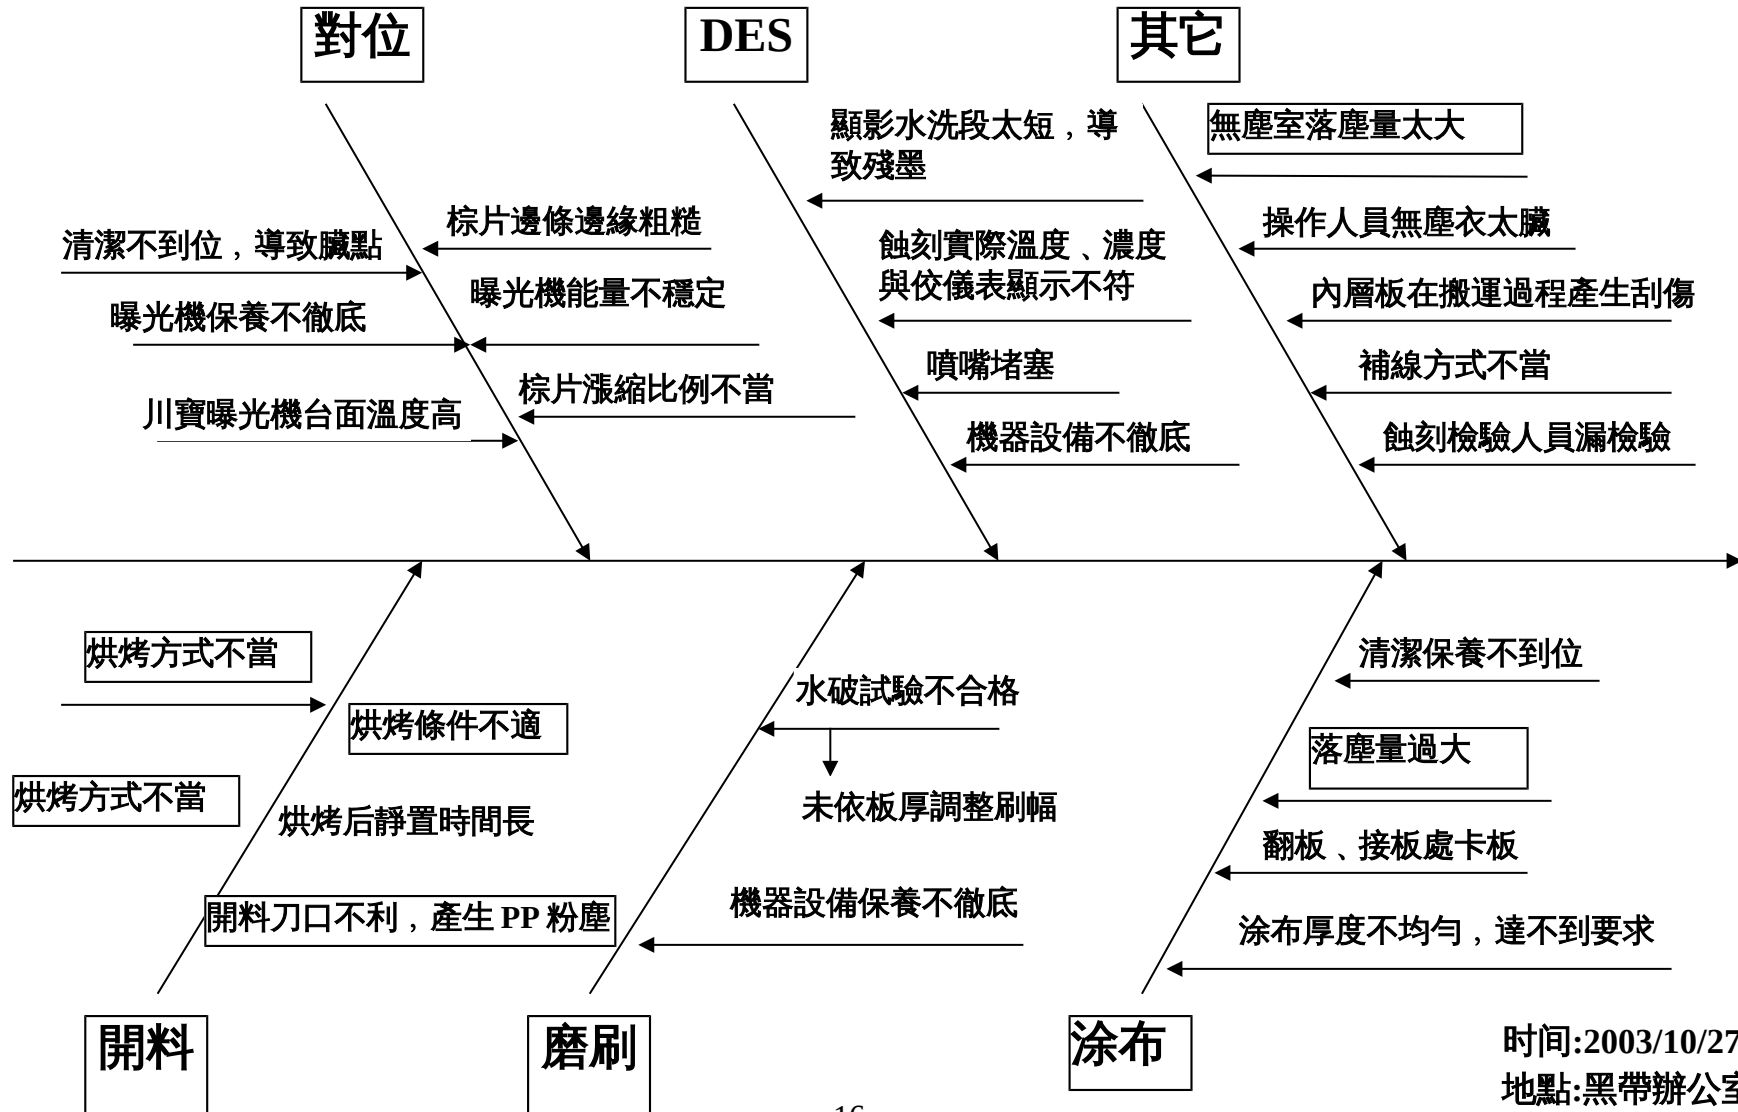 對位
DES
其它
顯影水洗段太短﹐導
致殘墨
無塵室落塵量太大
棕片邊條邊緣粗糙
操作人員無塵衣太臟
清潔不到位﹐導致臟點
蝕刻實際溫度﹑濃度
與佼儀表顯示不符
曝光機能量不穩定
內層板在搬運過程產生刮傷
曝光機保養不徹底
噴嘴堵塞
補線方式不當
棕片漲縮比例不當
川寶曝光機台面溫度高
機器設備不徹底
蝕刻檢驗人員漏檢驗
烘烤方式不當
清潔保養不到位
水破試驗不合格
烘烤條件不適
落塵量過大
烘烤方式不當
未依板厚調整刷幅
烘烤后靜置時間長
翻板﹑接板處卡板
開料刀口不利﹐產生 PP 粉塵
機器設備保養不徹底
涂布厚度不均勻﹐達不到要求
開料
磨刷
涂布
时间:2003/10/27
地點:黑帶辦公室
16